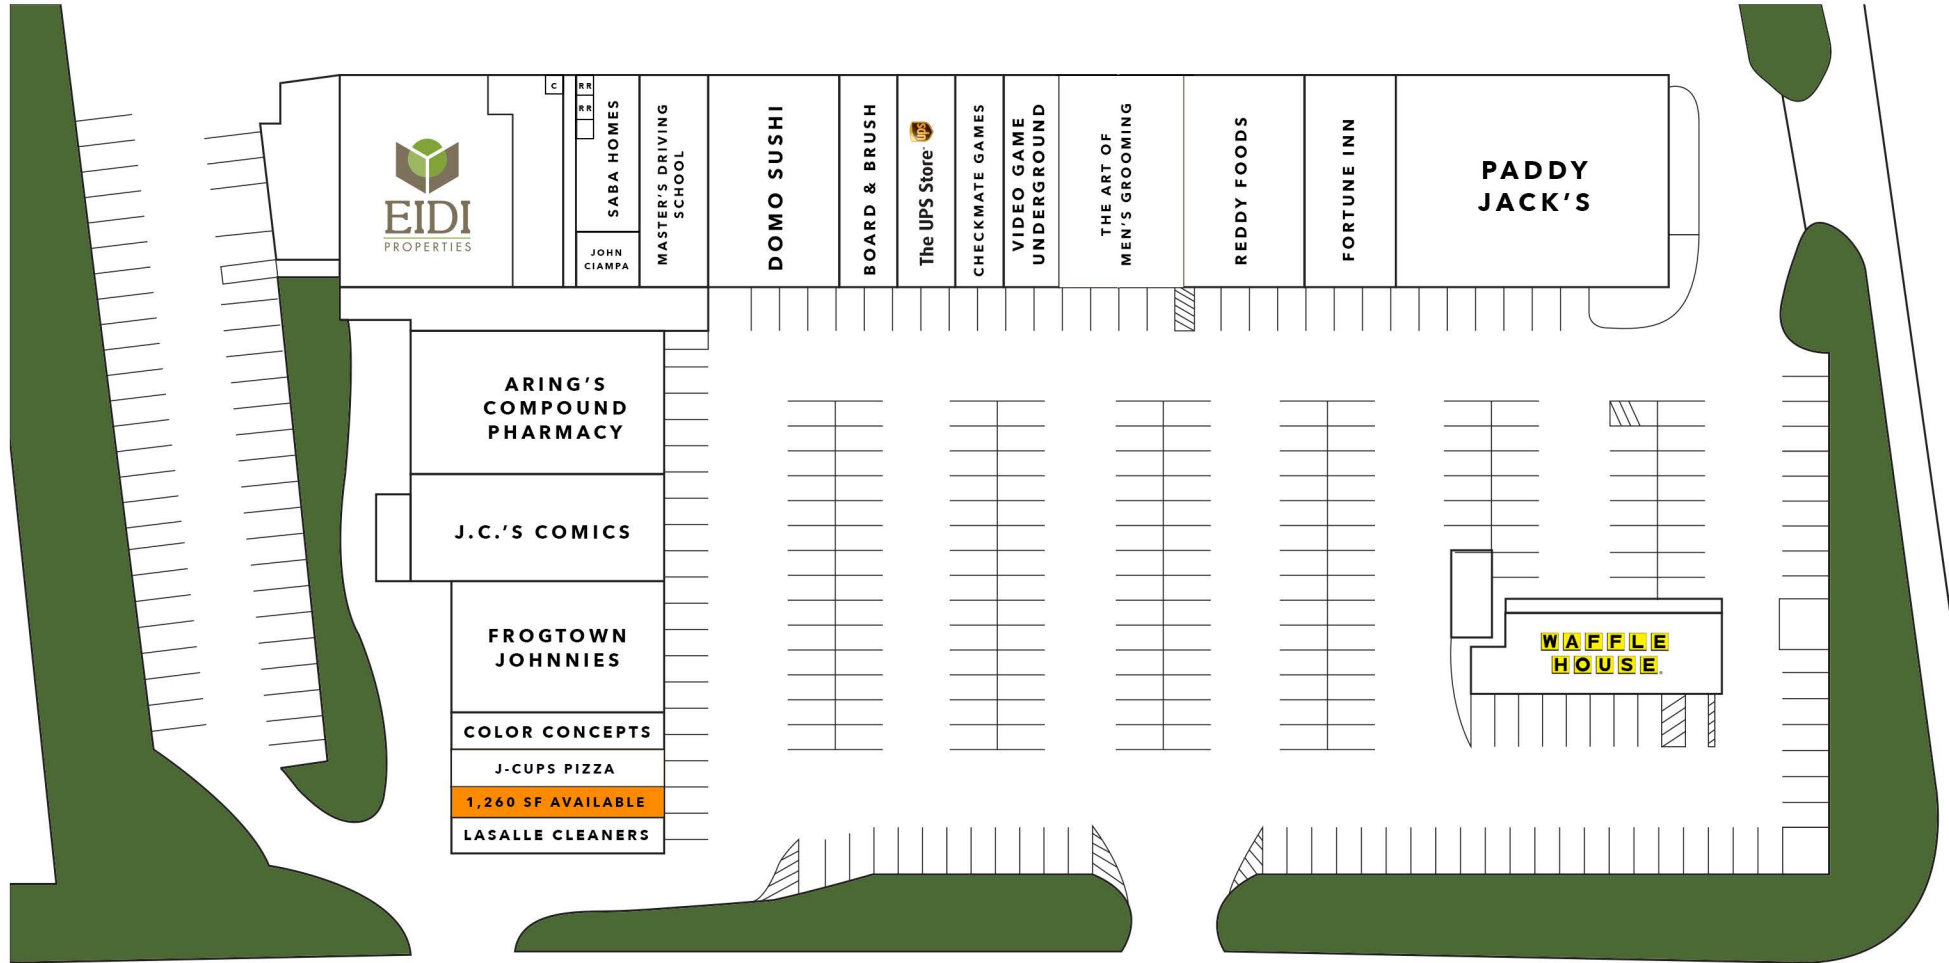 C
RR
RR
EIDI
PROPERTIES
SABA HOMES
JOHN
CIAMPA
MASTER'S DRIVING
SCHOOL
DOMO SUSHI
BOARD & BRUSH
ups
The UPS Store
CHECKMATE GAMES
VIDEO GAME
UNDERGROUND
THE ART OF
MEN'S GROOMING
REDDY FOODS
FORTUNE INN
PADDY
JACK'S
ARING'S
COMPOUND
PHARMACY
J.C.'S COMICS
FROGTOWN
JOHNNIES
COLOR CONCEPTS
J-CUPS PIZZA
1,260 SF AVAILABLE
LASALLE CLEANERS
WAFFLE
HOUSE